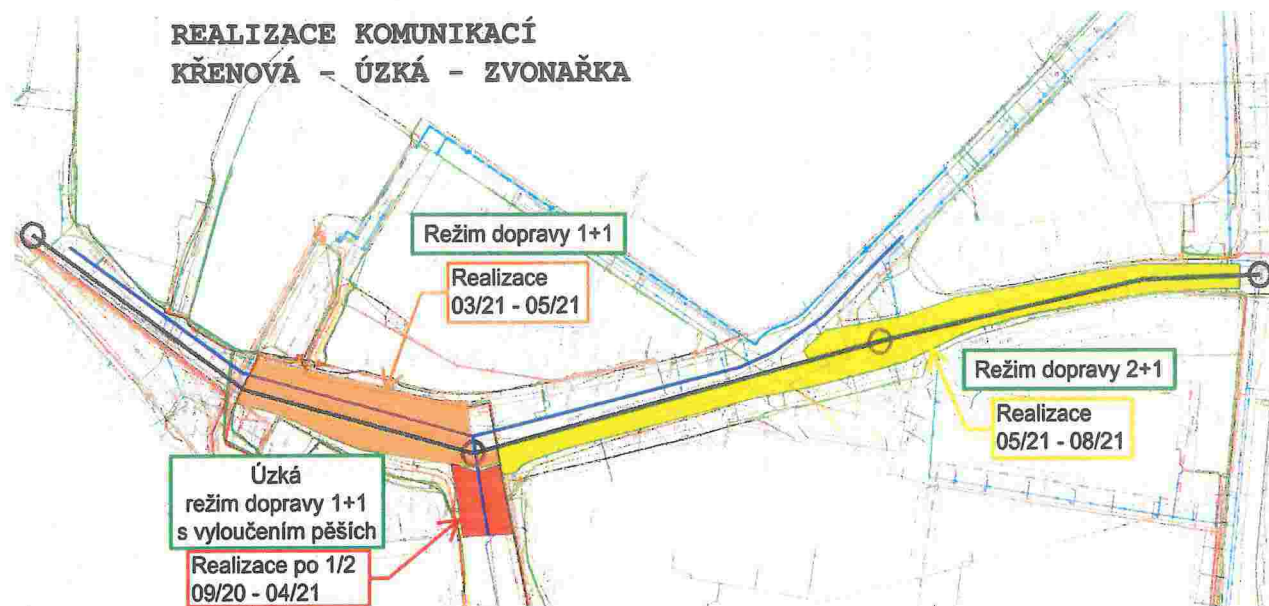 REALIZACE KOMUNIKACÍ
KŘENOVÁ - ÚZKÁ - ZVONAŘKA
Režim dopravy 1+1
Realizace
03/21 - 05/21
Režim dopravy 2+1
Realizace
05/21 - 08/21
Úzká
režim dopravy 1+1
s vyloučením pěších
Realizace po 1/2
09/20 - 04/21